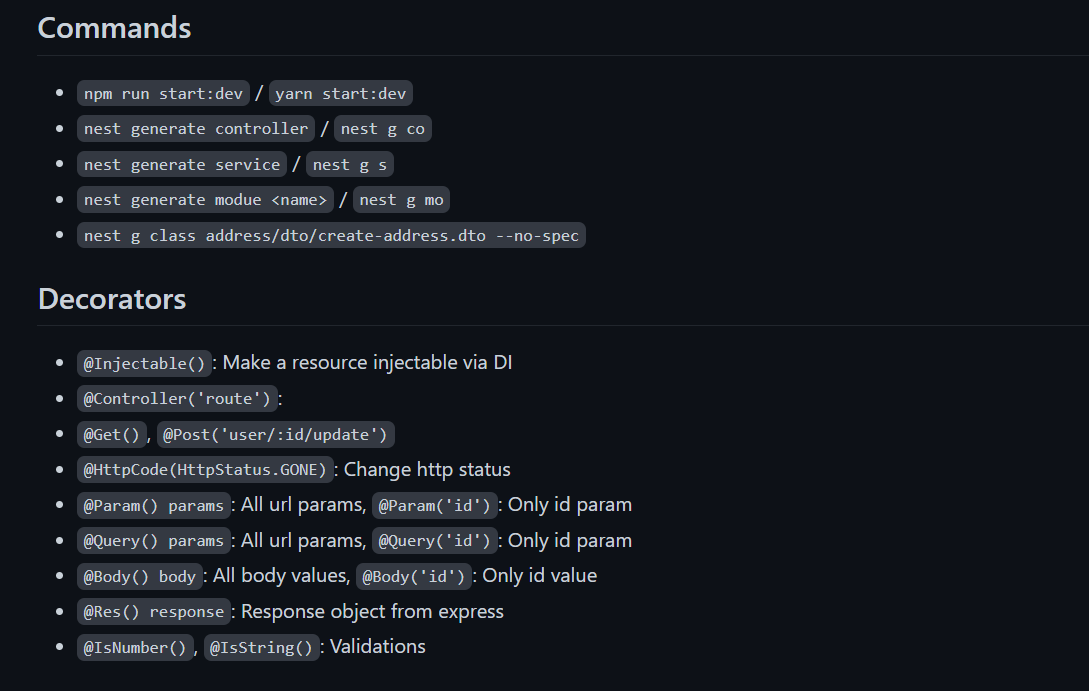 Commands
npm run start:dev / yarn start:dev
nest generate controller / nest g co
nest generate service / nest g s
nest generate modue <name> / nest g mo
nest g class address/dto/create-address.dto --no-spec
Decorators
@Injectable(): Make a resource injectable via DI
@Controller('route'):
@Get(), @Post('user/:id/update')
@HttpCode(HttpStatus.GONE): Change http status
@Param() params: All url params, @Param('id'): Only id param
@Query() params: All url params, @Query('id'): Only id param
@Body() body: All body values, @Body('id'): Only id value
@Res() response: Response object from express
@IsNumber(), @IsString(): Validations